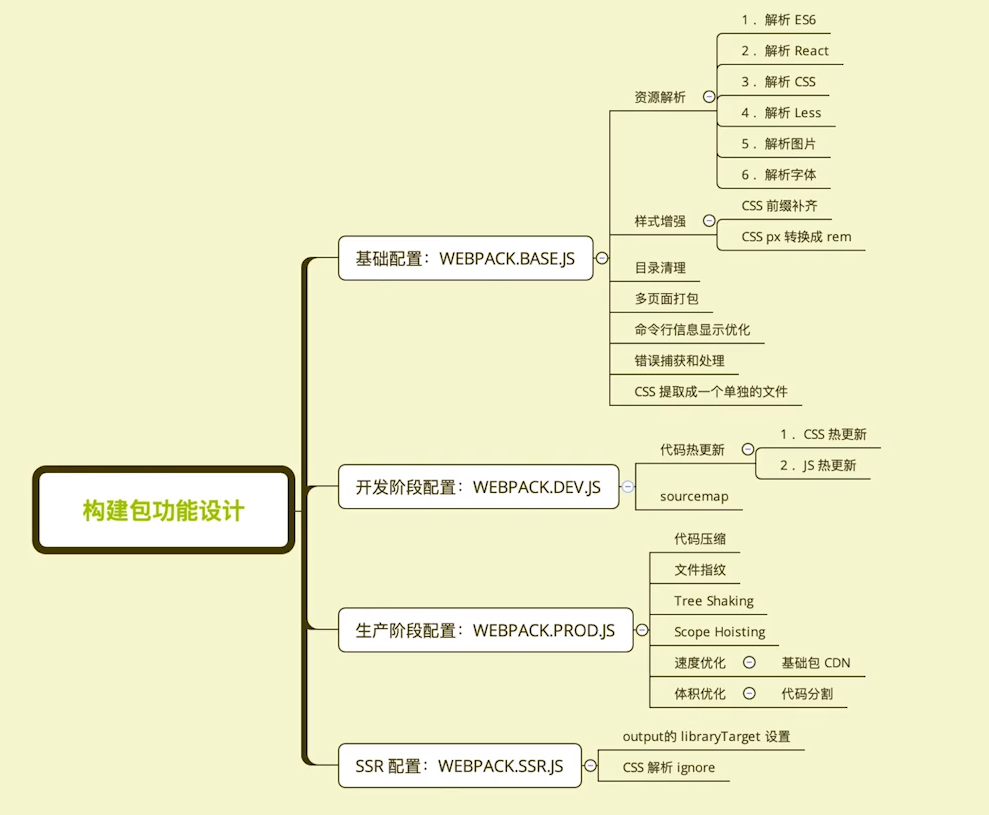 构建包功能设计
基础配置：WEBPACK.BASE.JS
资源解析
1． 解析 ES6
2． 解析 React
3． 解析 CSS
4． 解析 Less
5． 解析图片
6． 解析字体
样式增强
CSS 前缀补齐
CSS px 转换成 rem
目录清理
多页面打包
命令行信息显示优化
错误捕获和处理
CSS 提取成一个单独的文件
开发阶段配置：WEBPACK.DEV.JS
代码热更新
1． CSS 热更新
2． JS 热更新
sourcemap
生产阶段配置：WEBPACK.PROD.JS
代码压缩
文件指纹
Tree Shaking
Scope Hoisting
速度优化
基础包 CDN
体积优化
代码分割
SSR 配置：WEBPACK.SSR.JS
output的 libraryTarget 设置
CSS 解析 ignore